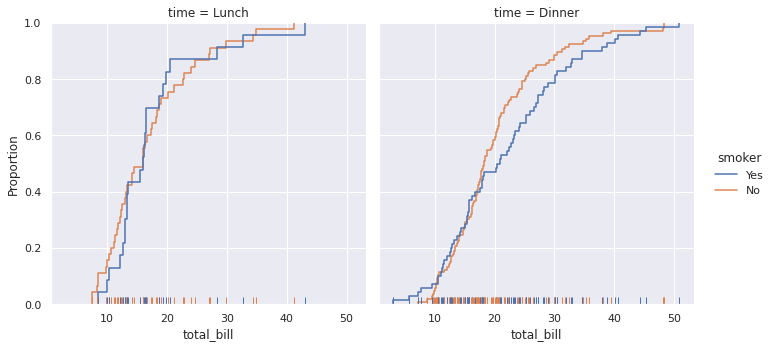 time = Lunch
time = Dinner
1.0
0.8
0.6
0.4
0.2
0.0
Proportion
10 20 30 40 50
10 20 30 40 50
total_bill
total_bill
smoker
Yes
No